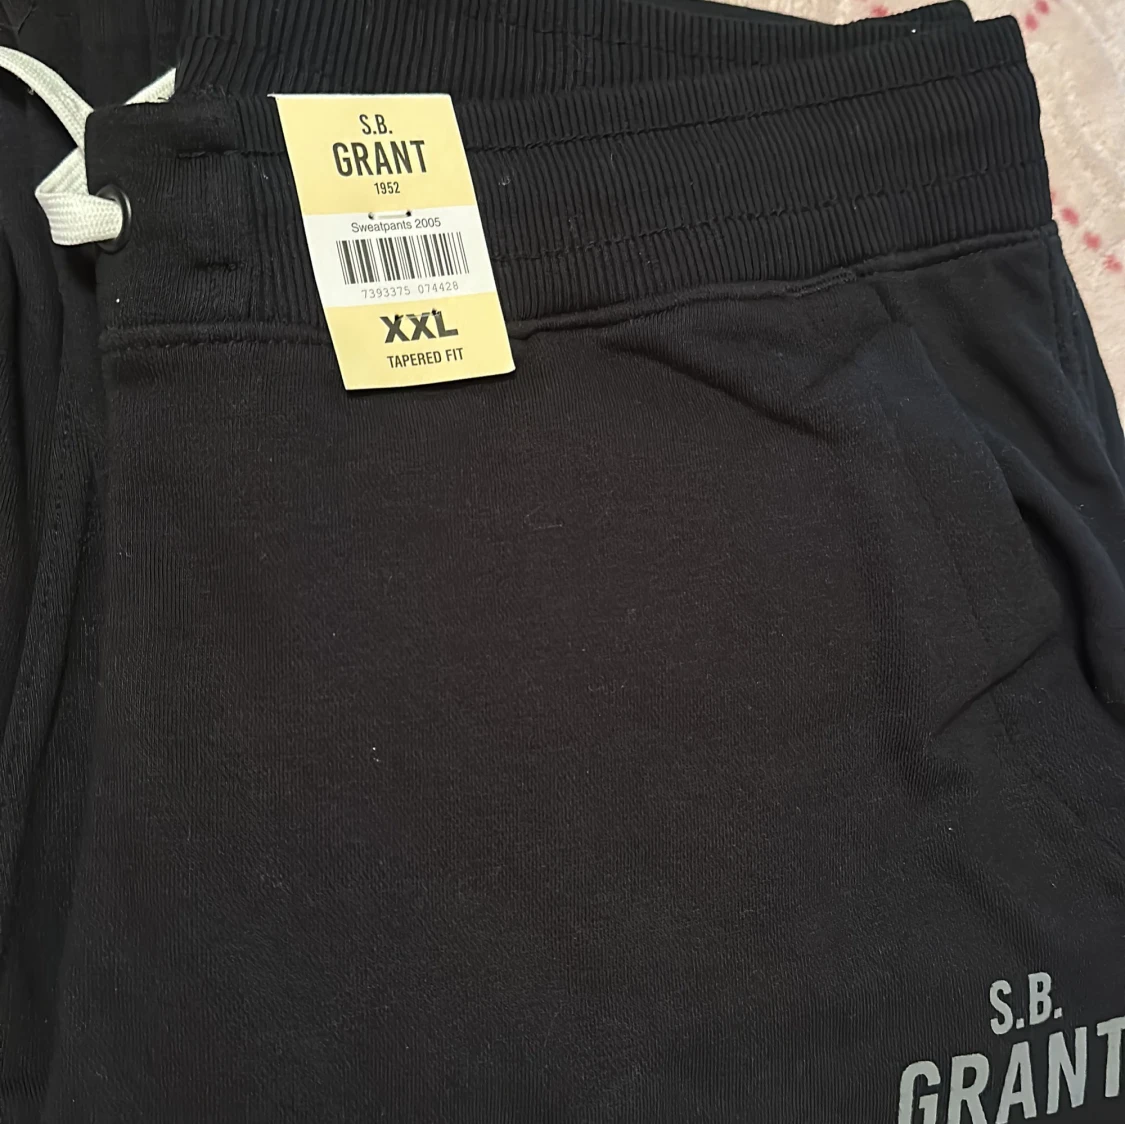 S.B.
GRANT
1952
Sweatpants 2005
7393375 074428
XXL
TAPERED FIT
S.B.
GRANT